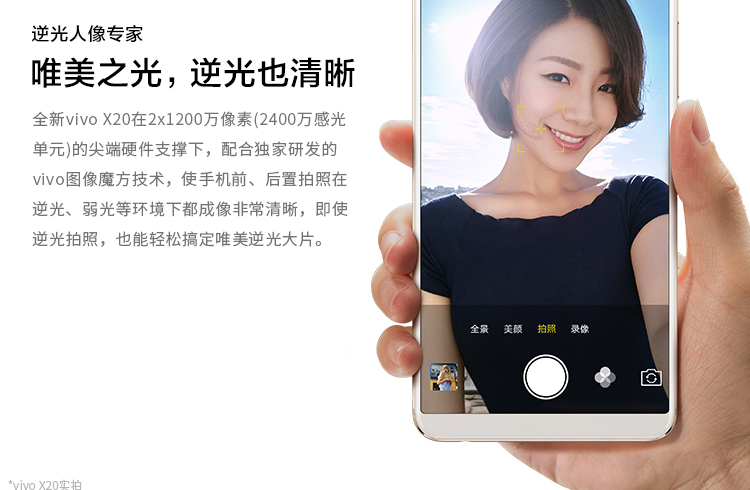 逆光人像专家
唯美之光，逆光也清晰
全新vivo X20在2x1200万像素(2400万感光
单元)的尖端硬件支撑下，配合独家研发的
vivo图像魔方技术，使手机前、后置拍照在
逆光、弱光等环境下都成像非常清晰，即使
逆光拍照，也能轻松搞定唯美逆光大片。
全景 美颜 拍照 录像
*vivo X20实拍